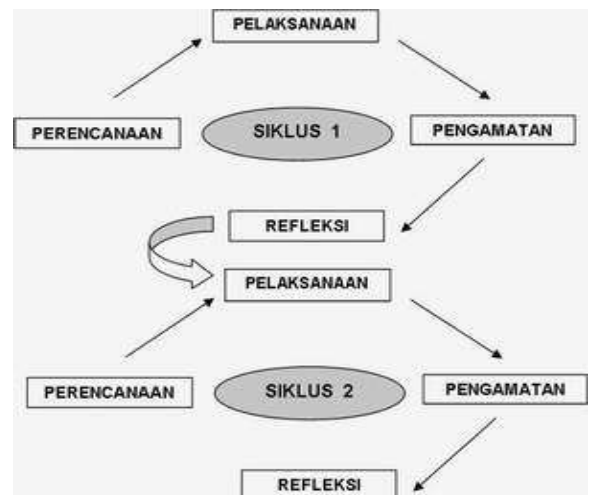 PELAKSANAAN
PERENCANAAN
SIKLUS 1
PENGAMATAN
REFLEKSI
PELAKSANAAN
PERENCANAAN
SIKLUS 2
PENGAMATAN
REFLEKSI